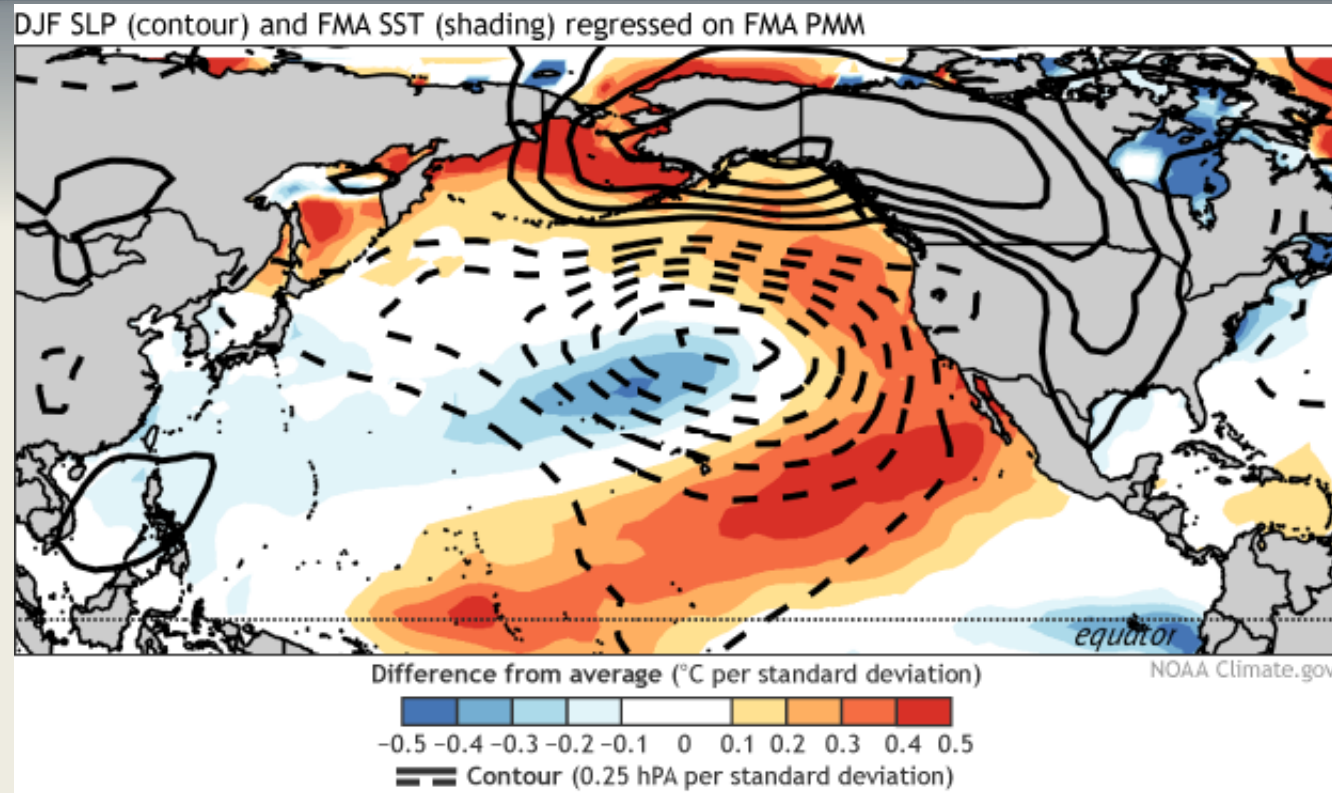 DJF SLP (contour) and FMA SST (shading) regressed on FMA PMM
equator
Difference from average (°C per standard deviation)
NOAA Climate.gov
−0.5 −0.4 −0.3 −0.2 −0.1 0 0.1 0.2 0.3 0.4 0.5
Contour (0.25 hPA per standard deviation)